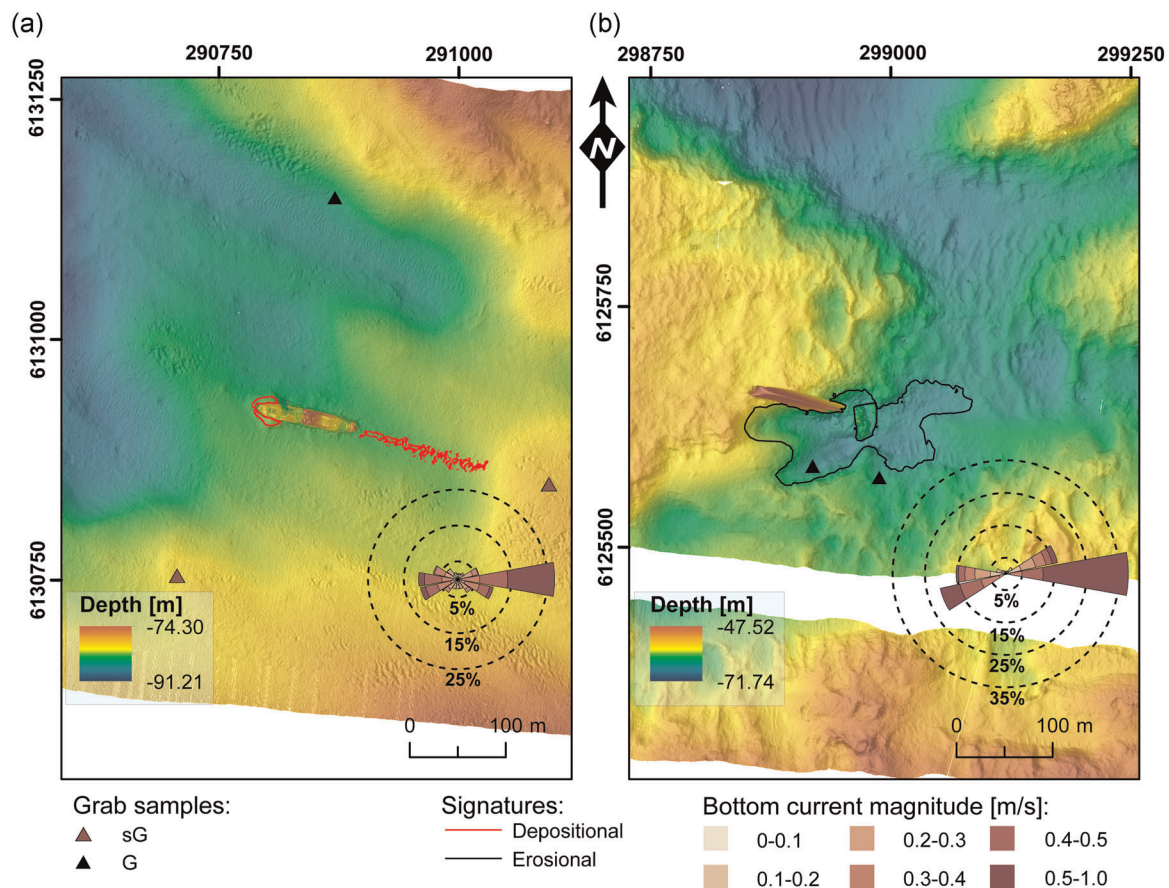 (a)
290750 291000
6131250
6131000
6130750
Depth [m]
-74.30
-91.21
5%
15%
25%
0 100 m
(b)
298750 299000 299250
N
6125750
6125500
Depth [m]
-47.52
-71.74
5%
15%
25%
35%
0 100 m
Grab samples:
sG
G
Signatures:
Depositional
Erosional
Bottom current magnitude [m/s]:
0-0.1 0.2-0.3 0.4-0.5
0.1-0.2 0.3-0.4 0.5-1.0